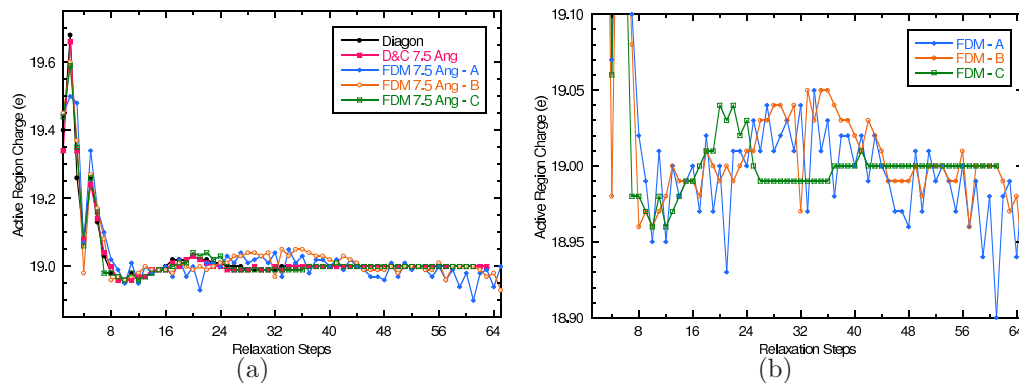 Active Region Charge (e)
19.6
19.4
19.2
19.0
8 16 24 32 40 48 56 64
Relaxation Steps
Diagon
D&C 7.5 Ang
FDM 7.5 Ang - A
FDM 7.5 Ang - B
FDM 7.5 Ang - C
(a)
Active Region Charge (e)
19.10
19.05
19.00
18.95
18.90
8 16 24 32 40 48 56 64
Relaxation Steps
FDM - A
FDM - B
FDM - C
(b)